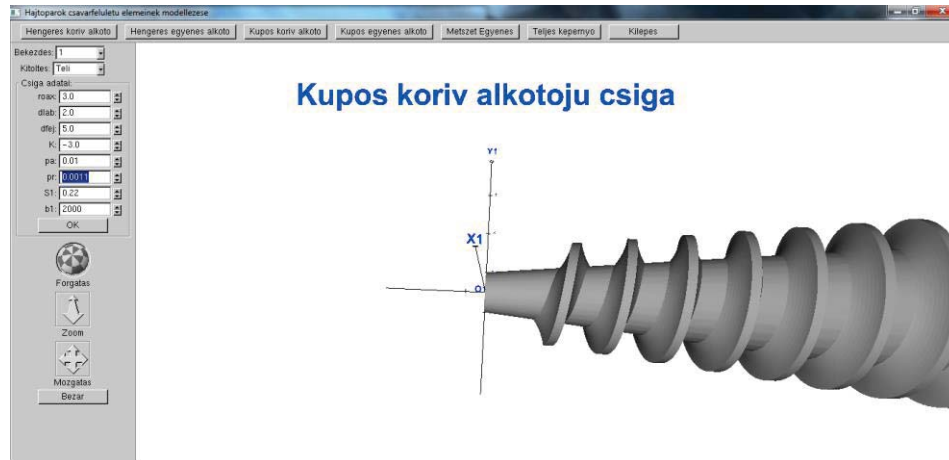 Hajtoparok csavarfeluletu elemeinek modellezese
Hengeres koriv alkoto Hengeres egyenes alkoto Kupos koriv alkoto Kupos egyenes alkoto Metszet Egyenes Teljes kepernyo Kilepes
Bekezdes: 1
Kitoltes: Teli
Csiga adatai:
roax: 3.0
dlab: 2.0
dfej: 5.0
K: -3.0
pa: 0.01
pr: 0.0011
S1: 0.22
b1: 2000
OK
Forgatas
Zoom
Mozgatas
Bezar
Kupos koriv alkotoju csiga
Y1
X1